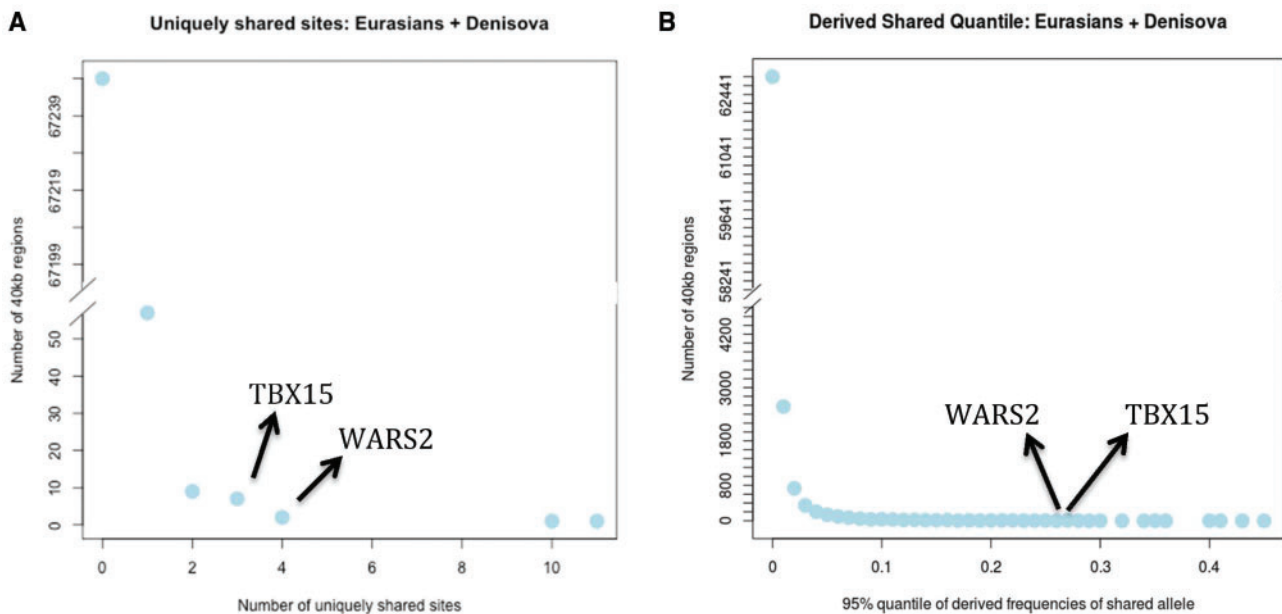 A
Uniquely shared sites: Eurasians + Denisova
Number of 40kb regions
67239
67219
67199
50
40
30
20
10
0
TBX15
WARS2
0 2 4 6 8 10
Number of uniquely shared sites
B
Derived Shared Quantile: Eurasians + Denisova
Number of 40kb regions
62441
61041
59641
58241
4200
3000
1800
800
0
WARS2 TBX15
0 0.1 0.2 0.3 0.4
95% quantile of derived frequencies of shared allele